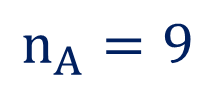 n_A = 9